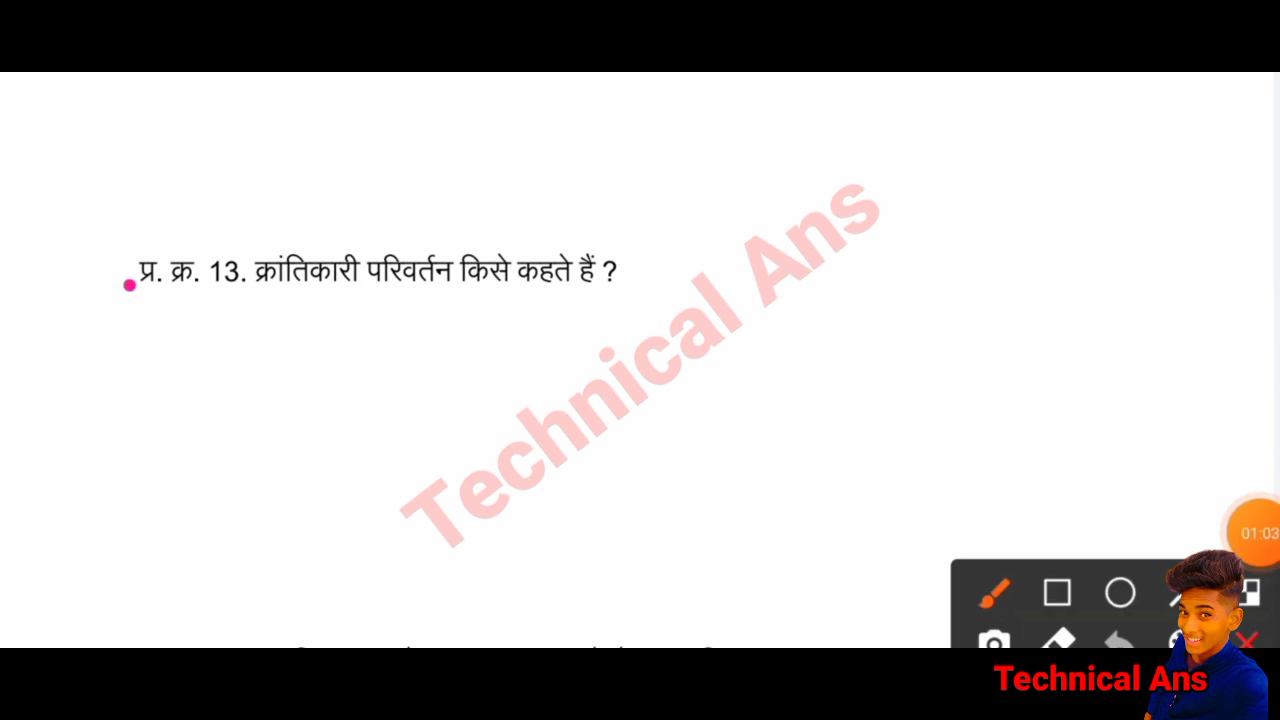 प्र. क्र. 13. क्रांतिकारी परिवर्तन किसे कहते हैं ?
Technical Ans
01:03
Technical Ans